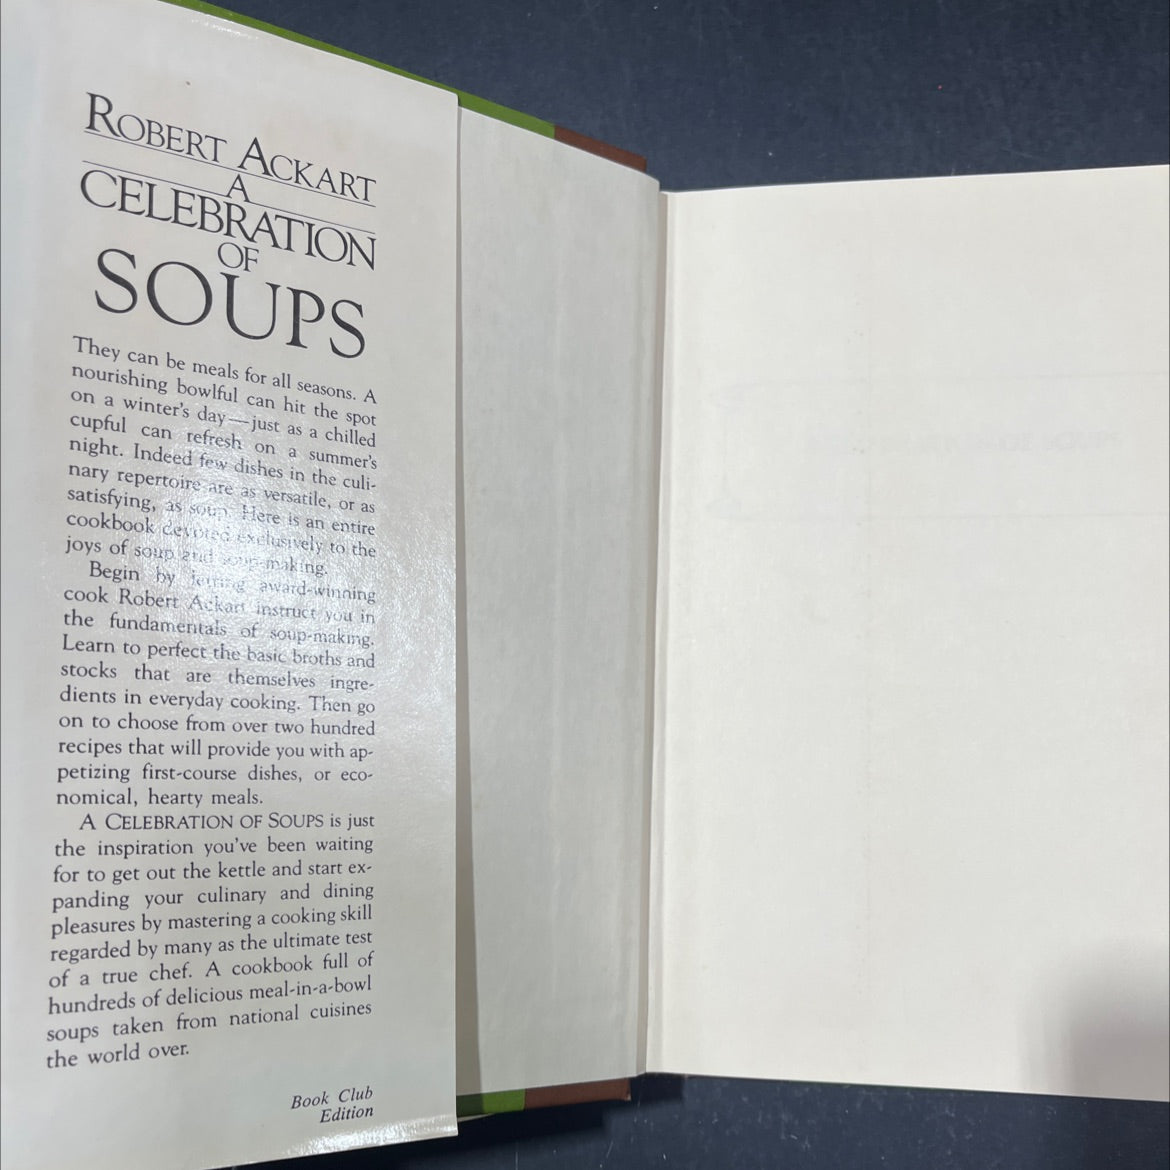 ROBERT ACKART
A
CELEBRATION
OF
SOUPS
They can be meals for all seasons. A
nourishing bowlful can hit the spot
on a winter's day—just as a chilled
cupful can refresh on a summer's
night. Indeed few dishes in the culi-
nary repertoire are as versatile, or as
satisfying, as soup. Here is an entire
cookbook devoted exclusively to the
joys of soup and soup-making.
Begin by letting award-winning
cook Robert Ackart instruct you in
the fundamentals of soup-making.
Learn to perfect the basic broths and
stocks that are themselves ingre-
dients in everyday cooking. Then go
on to choose from over two hundred
recipes that will provide you with ap-
petizing first-course dishes, or eco-
nomical, hearty meals.
A CELEBRATION OF SOUPS is just
the inspiration you've been waiting
for to get out the kettle and start ex-
panding your culinary and dining
pleasures by mastering a cooking skill
regarded by many as the ultimate test
of a true chef. A cookbook full of
hundreds of delicious meal-in-a-bowl
soups taken from national cuisines
the world over.
Book Club
Edition
OF SOUPS